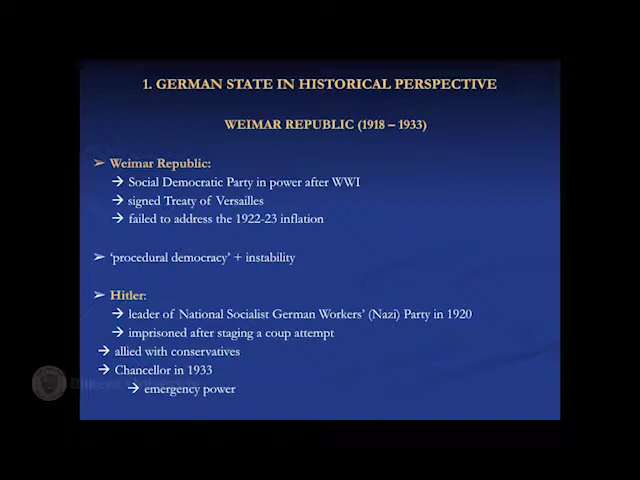 1. GERMAN STATE IN HISTORICAL PERSPECTIVE
WEIMAR REPUBLIC (1918 – 1933)
➢ Weimar Republic:
→ Social Democratic Party in power after WWI
→ signed Treaty of Versailles
→ failed to address the 1922-23 inflation
➢ ‘procedural democracy’ + instability
➢ Hitler:
→ leader of National Socialist German Workers’ (Nazi) Party in 1920
→ imprisoned after staging a coup attempt
→ allied with conservatives
→ Chancellor in 1933
→ emergency power